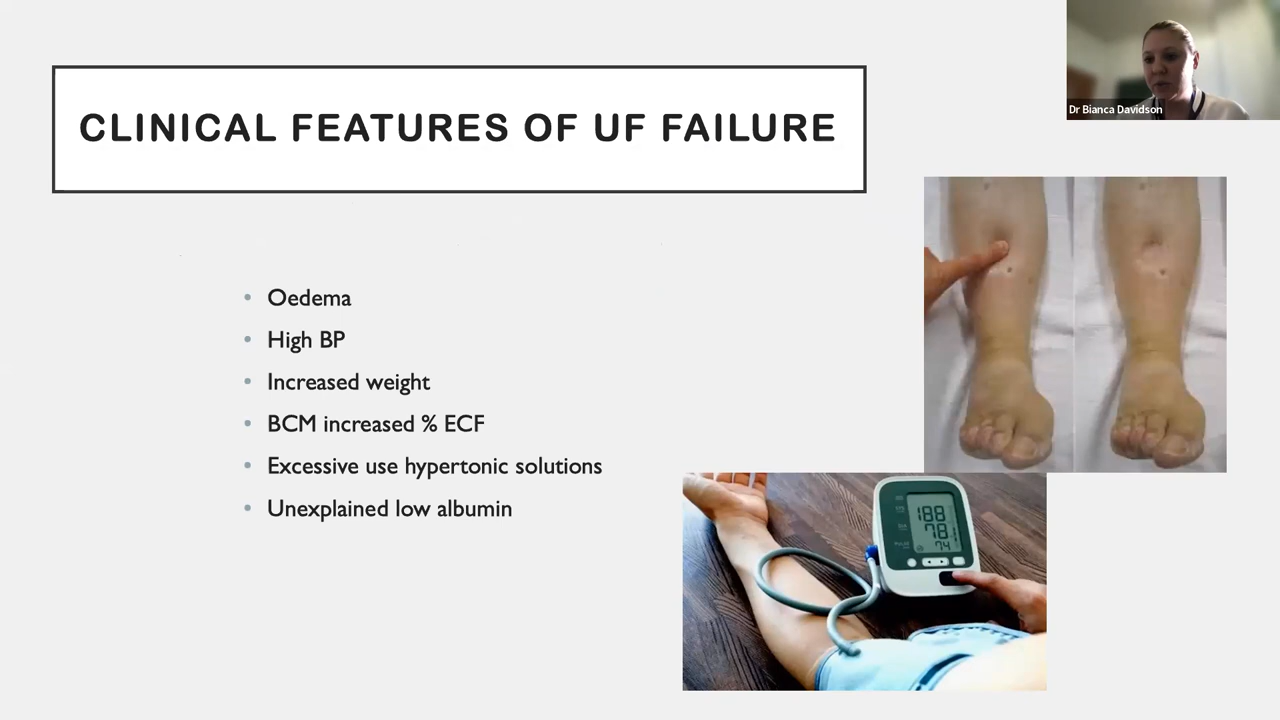 CLINICAL FEATURES OF UF FAILURE
Dr Bianca Davidson
• Oedema
• High BP
• Increased weight
• BCM increased % ECF
• Excessive use hypertonic solutions
• Unexplained low albumin
188
78
74